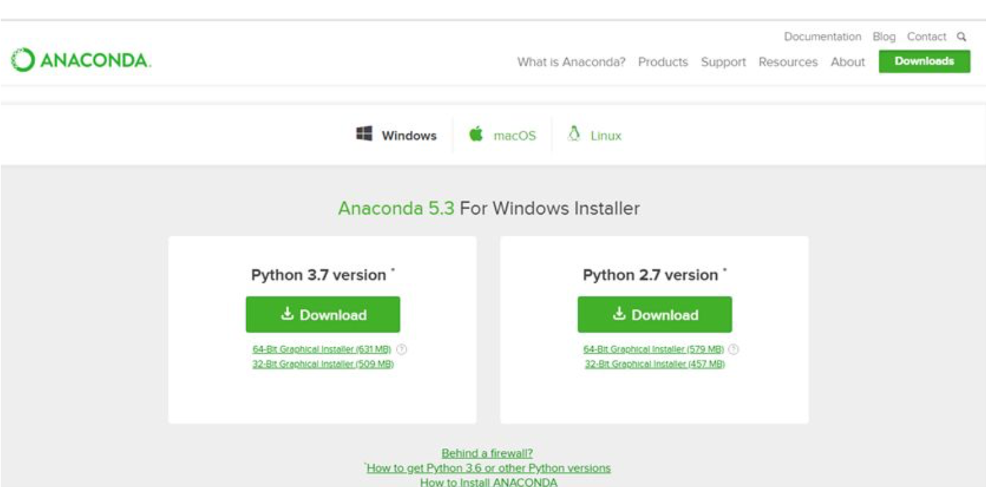 Documentation Blog Contact
ANACONDA.
What is Anaconda? Products Support Resources About Downloads
Windows macOS Linux
Anaconda 5.3 For Windows Installer
Python 3.7 version *
Download
64-Bit Graphical Installer (631 MB) ?
32-Bit Graphical Installer (509 MB)
Python 2.7 version *
Download
64-Bit Graphical Installer (579 MB) ?
32-Bit Graphical Installer (457 MB)
Behind a firewall?
*How to get Python 3.6 or other Python versions
How to Install ANACONDA